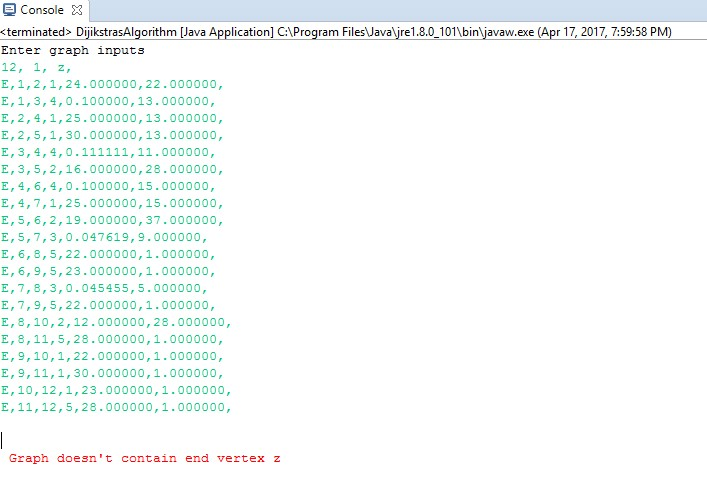 Console
<terminated> DijikstrasAlgorithm [Java Application] C:\Program Files\Java\jre1.8.0_101\bin\javaw.exe (Apr 17, 2017, 7:59:58 PM)
Enter graph inputs
12, 1, z,
E,1,2,1,24.000000,22.000000,
E,1,3,4,0.100000,13.000000,
E,2,4,1,25.000000,13.000000,
E,2,5,1,30.000000,13.000000,
E,3,4,4,0.111111,11.000000,
E,3,5,2,16.000000,28.000000,
E,4,6,4,0.100000,15.000000,
E,4,7,1,25.000000,15.000000,
E,5,6,2,19.000000,37.000000,
E,5,7,3,0.047619,9.000000,
E,6,8,5,22.000000,1.000000,
E,6,9,5,23.000000,1.000000,
E,7,8,3,0.045455,5.000000,
E,7,9,5,22.000000,1.000000,
E,8,10,2,12.000000,28.000000,
E,8,11,5,28.000000,1.000000,
E,9,10,1,22.000000,1.000000,
E,9,11,1,30.000000,1.000000,
E,10,12,1,23.000000,1.000000,
E,11,12,5,28.000000,1.000000,
Graph doesn't contain end vertex z